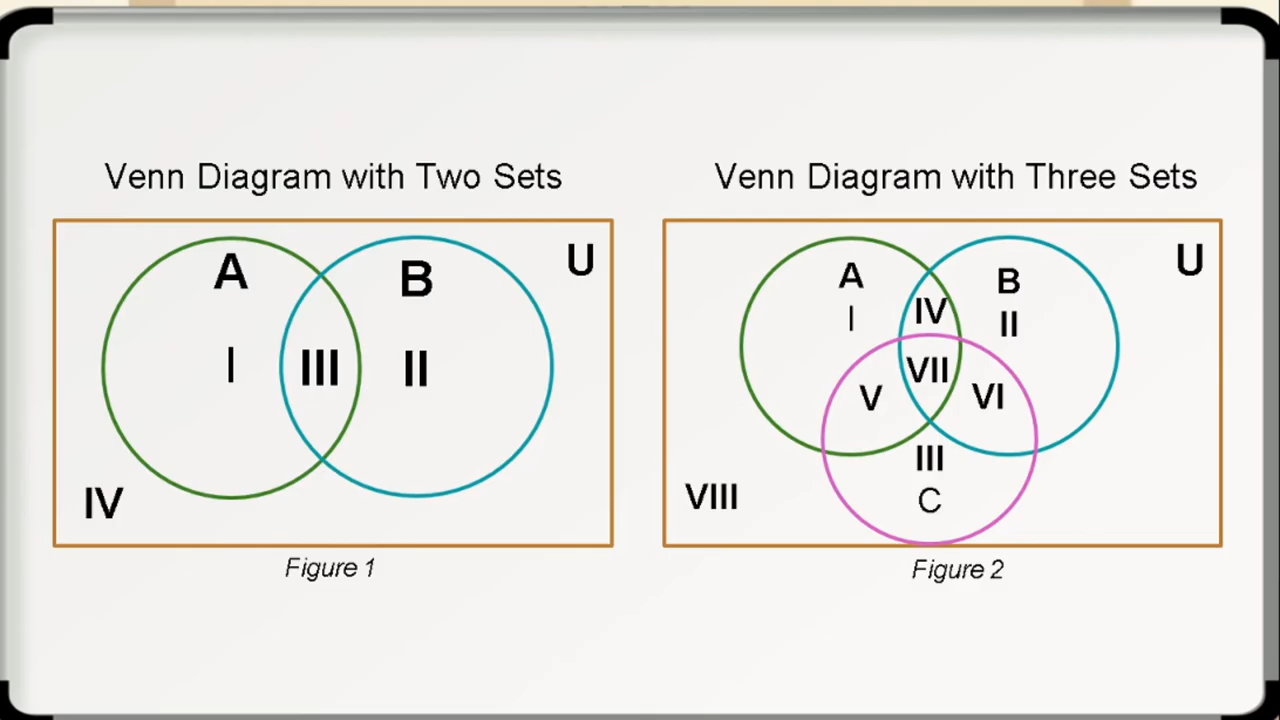 Venn Diagram with Two Sets
A
B
U
I
III
II
IV
Figure 1
Venn Diagram with Three Sets
A
B
U
I
IV
II
VII
V
VI
III
VIII
C
Figure 2